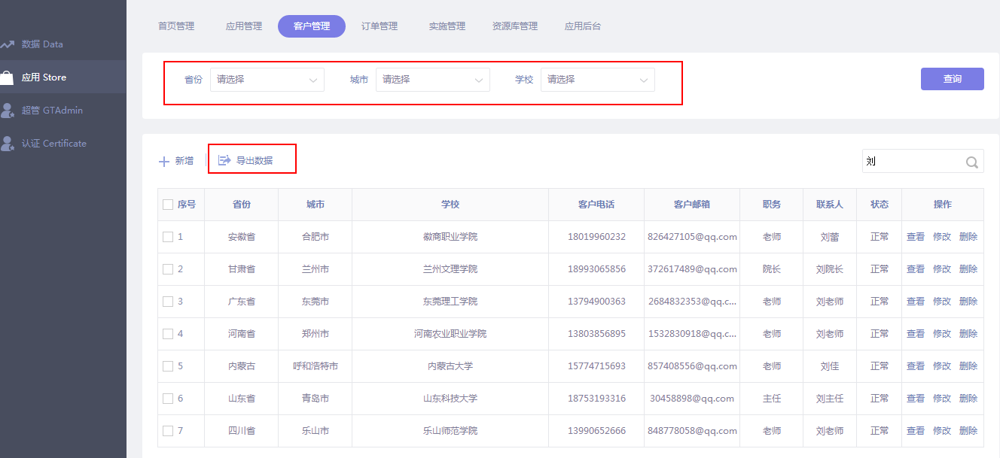 首页管理 应用管理 客户管理 订单管理 实施管理 资源库管理 应用后台
数据 Data
应用 Store
超管 GTAdmin
认证 Certificate
省份 请选择 城市 请选择 学校 请选择 查询
新增 导出数据 刘
序号 省份 城市 学校 客户电话 客户邮箱 职务 联系人 状态 操作
1 安徽省 合肥市 徽商职业学院 18019960232 826427105@qq.com 老师 刘蕾 正常 查看 修改 删除
2 甘肃省 兰州市 兰州文理学院 18993065856 372617489@qq.com 院长 刘院长 正常 查看 修改 删除
3 广东省 东莞市 东莞理工学院 13794900363 2684832353@qq.c... 老师 刘老师 正常 查看 修改 删除
4 河南省 郑州市 河南农业职业学院 13803856895 1532830918@qq.c... 老师 刘老师 正常 查看 修改 删除
5 内蒙古 呼和浩特市 内蒙古大学 15774715693 857408556@qq.com 老师 刘佳 正常 查看 修改 删除
6 山东省 青岛市 山东科技大学 18753193316 30458898@qq.com 主任 刘主任 正常 查看 修改 删除
7 四川省 乐山市 乐山师范学院 13990652666 848778058@qq.com 老师 刘老师 正常 查看 修改 删除